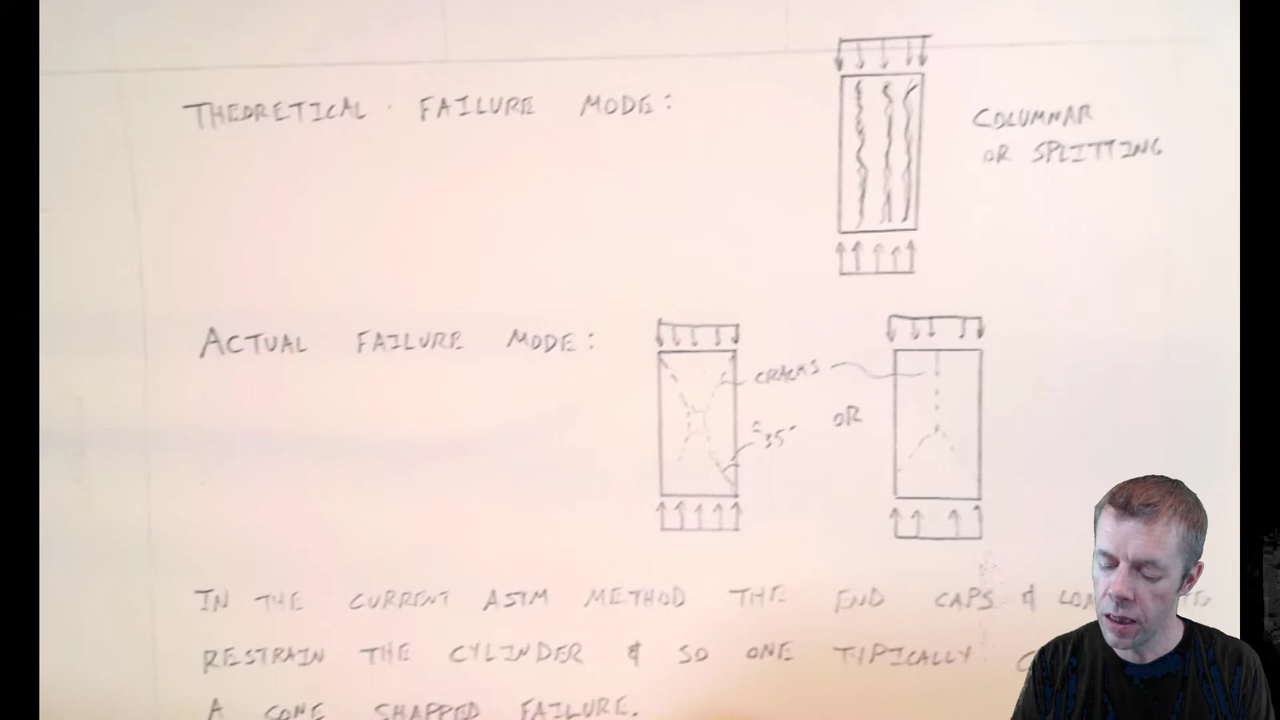 THEORETICAL FAILURE MODE:
COLUMNAR
OR SPLITTING
ACTUAL FAILURE MODE:
CRACKS
≈35°
OR
IN THE CURRENT ASTM METHOD THE END CAPS &
RESTRAIN THE CYLINDER & SO ONE TYPICALLY
A CONE SHAPPED FAILURE.